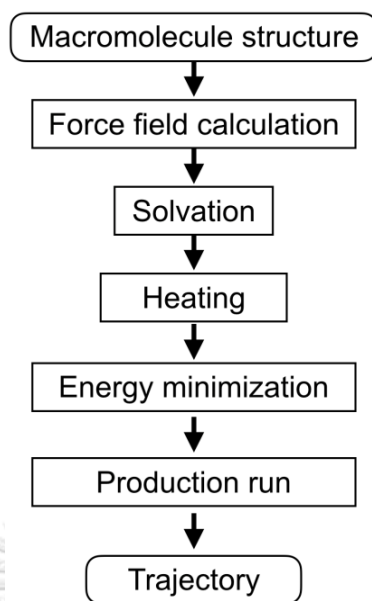 Macromolecule structure
Force field calculation
Solvation
Heating
Energy minimization
Production run
Trajectory